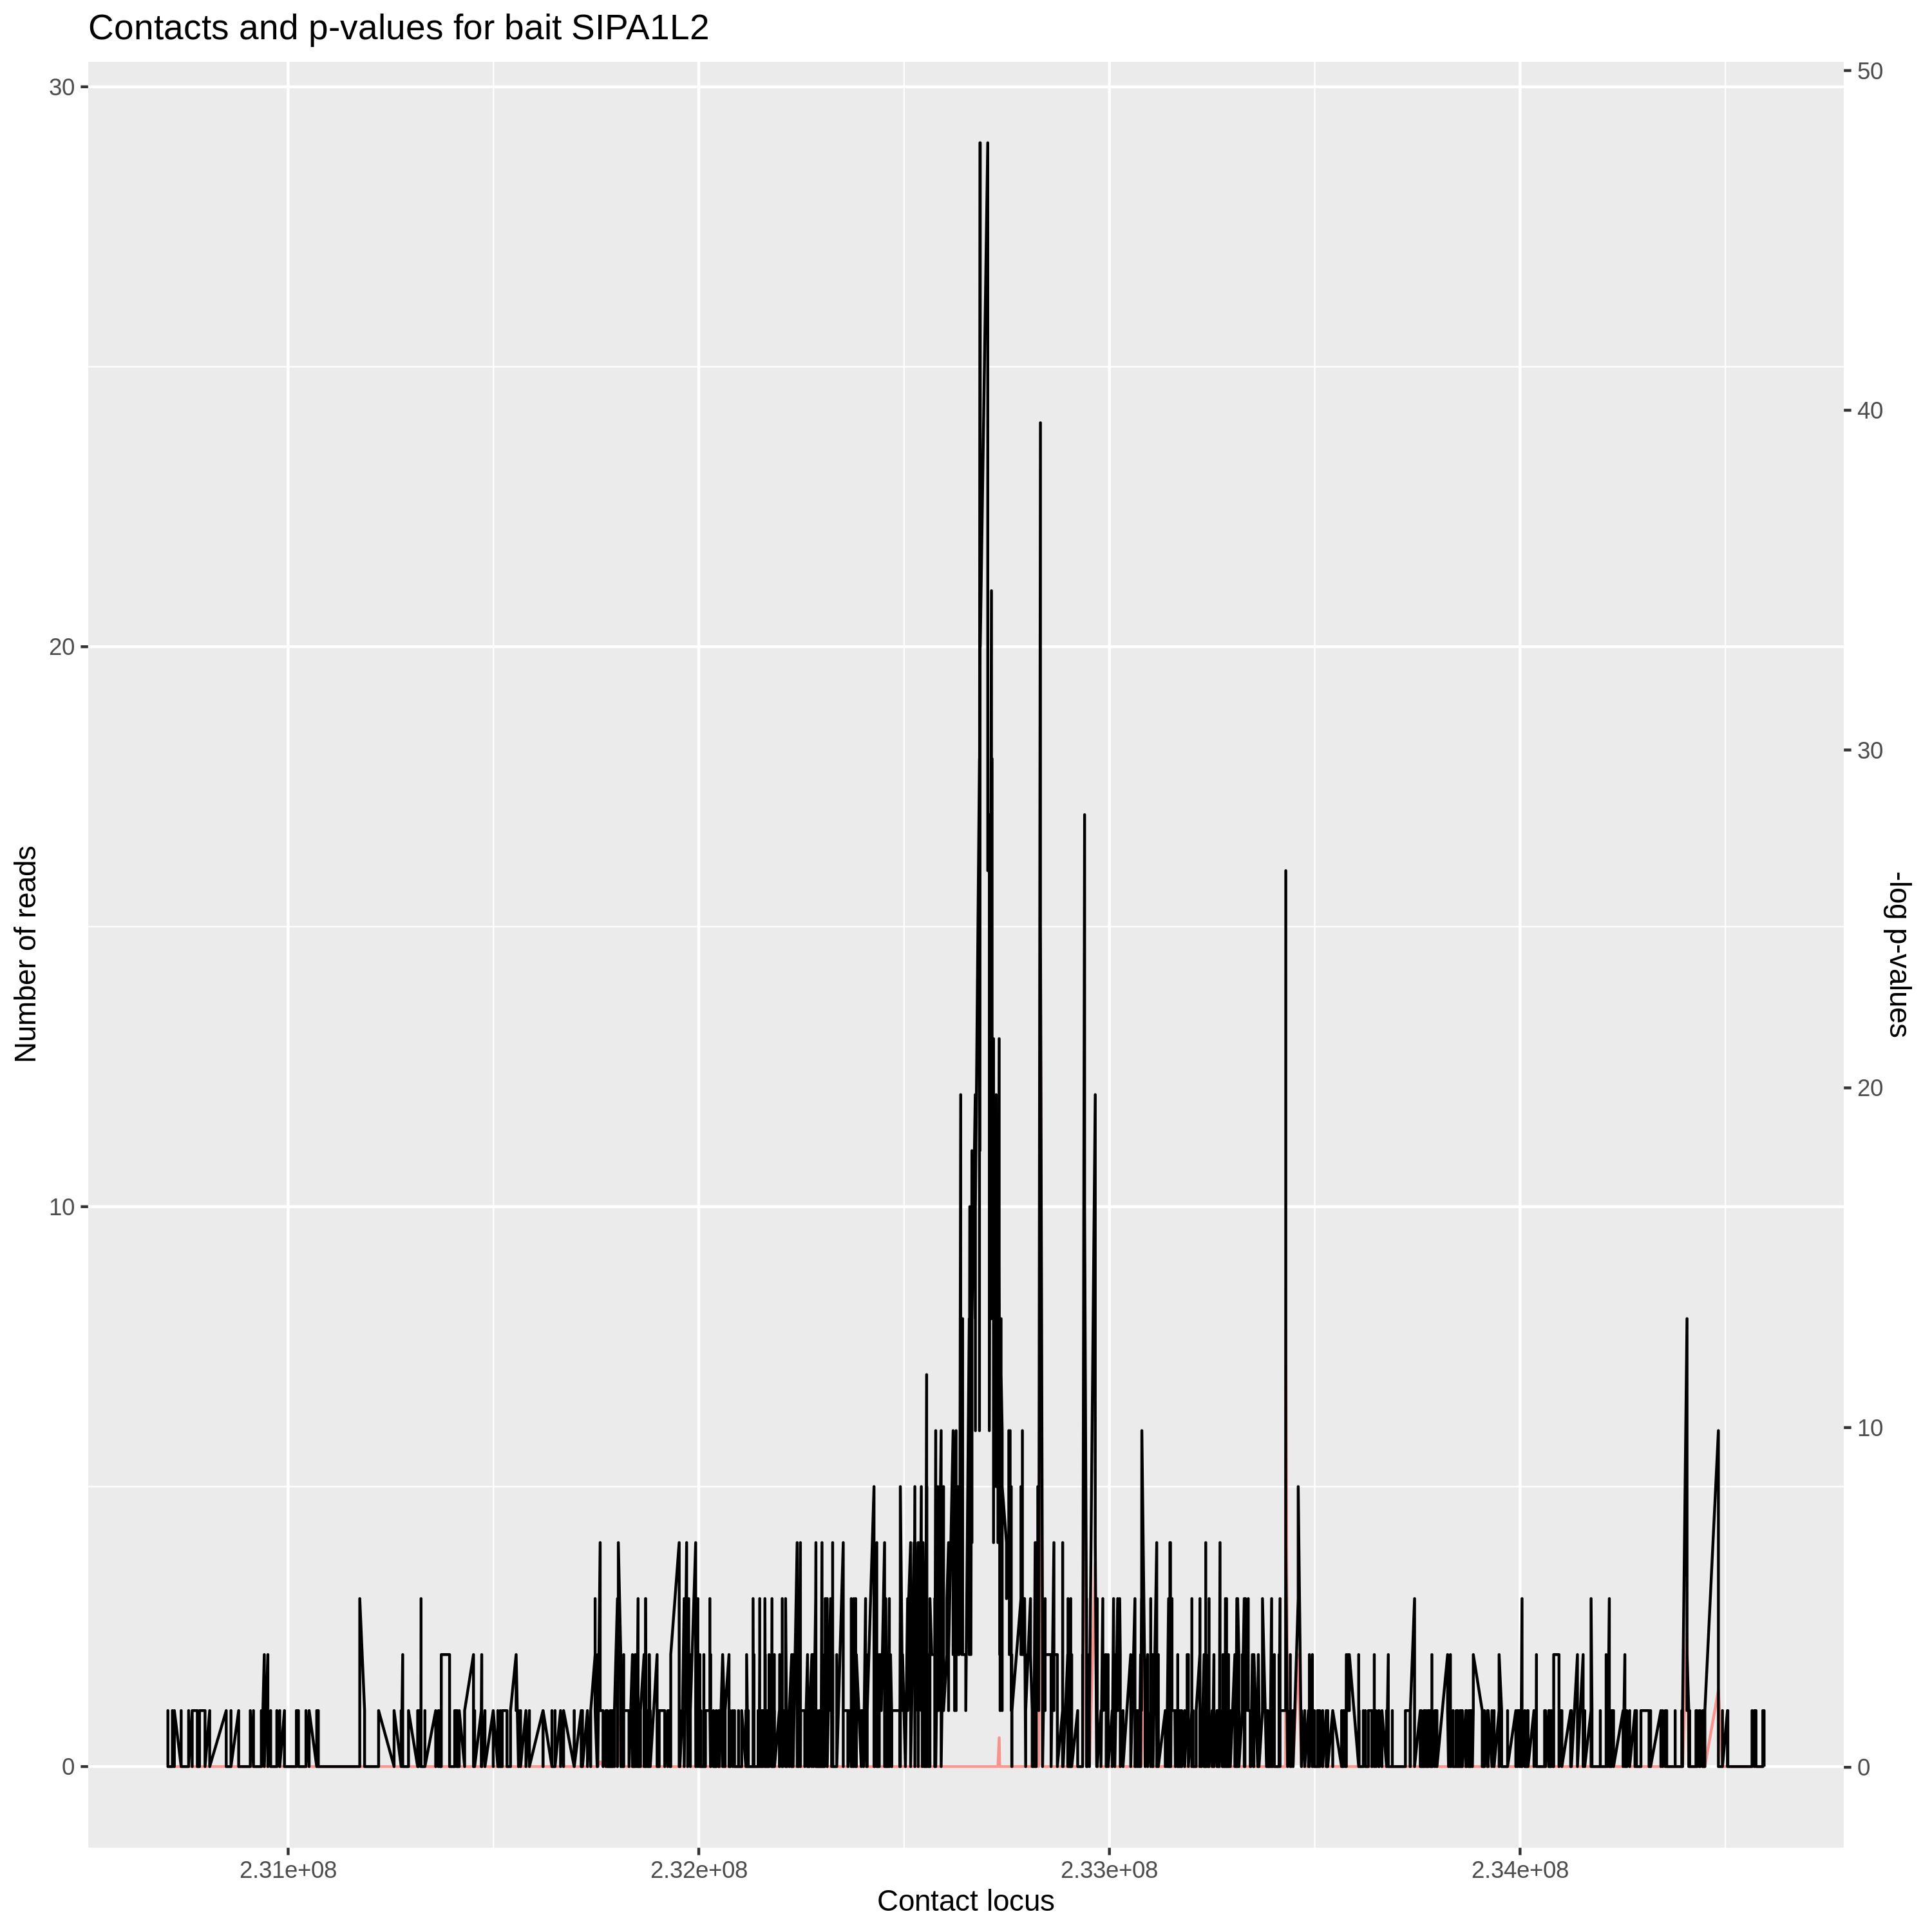 Contacts and p-values for bait SIPA1L2
30
20
10
0
50
40
30
20
10
0
Number of reads
-log p-values
2.31e+08
2.32e+08
2.33e+08
2.34e+08
Contact locus